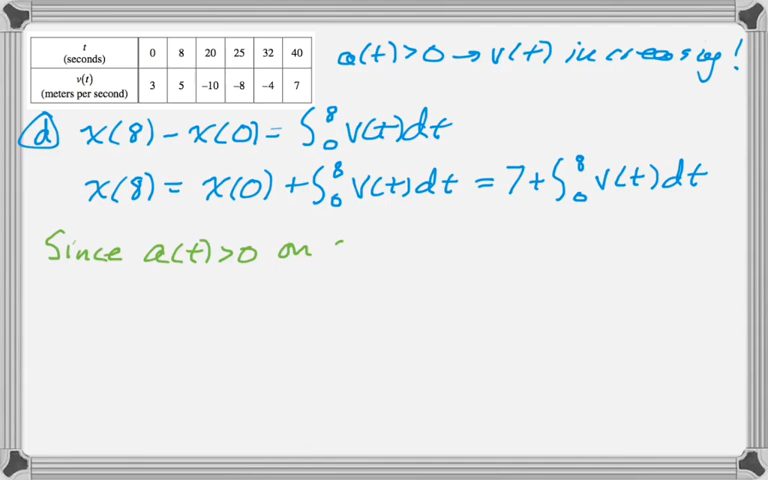 t (seconds) 0 8 20 25 32 40
v(t) (meters per second) 3 5 −10 −8 −4 7
a(t)>0 → v(t) increasing!
(d) x(8) − x(0) = ∫₀⁸ v(t)dt
x(8) = x(0) + ∫₀⁸ v(t)dt = 7 + ∫₀⁸ v(t)dt
Since a(t)>0 on